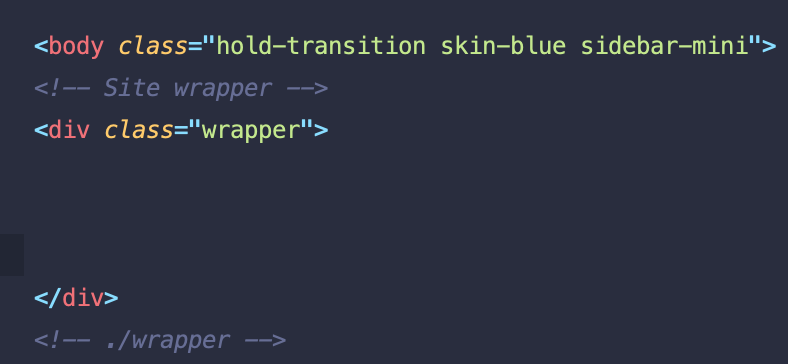 <body class="hold-transition skin-blue sidebar-mini">
<!-- Site wrapper -->
<div class="wrapper">
</div>
<!-- ./wrapper -->